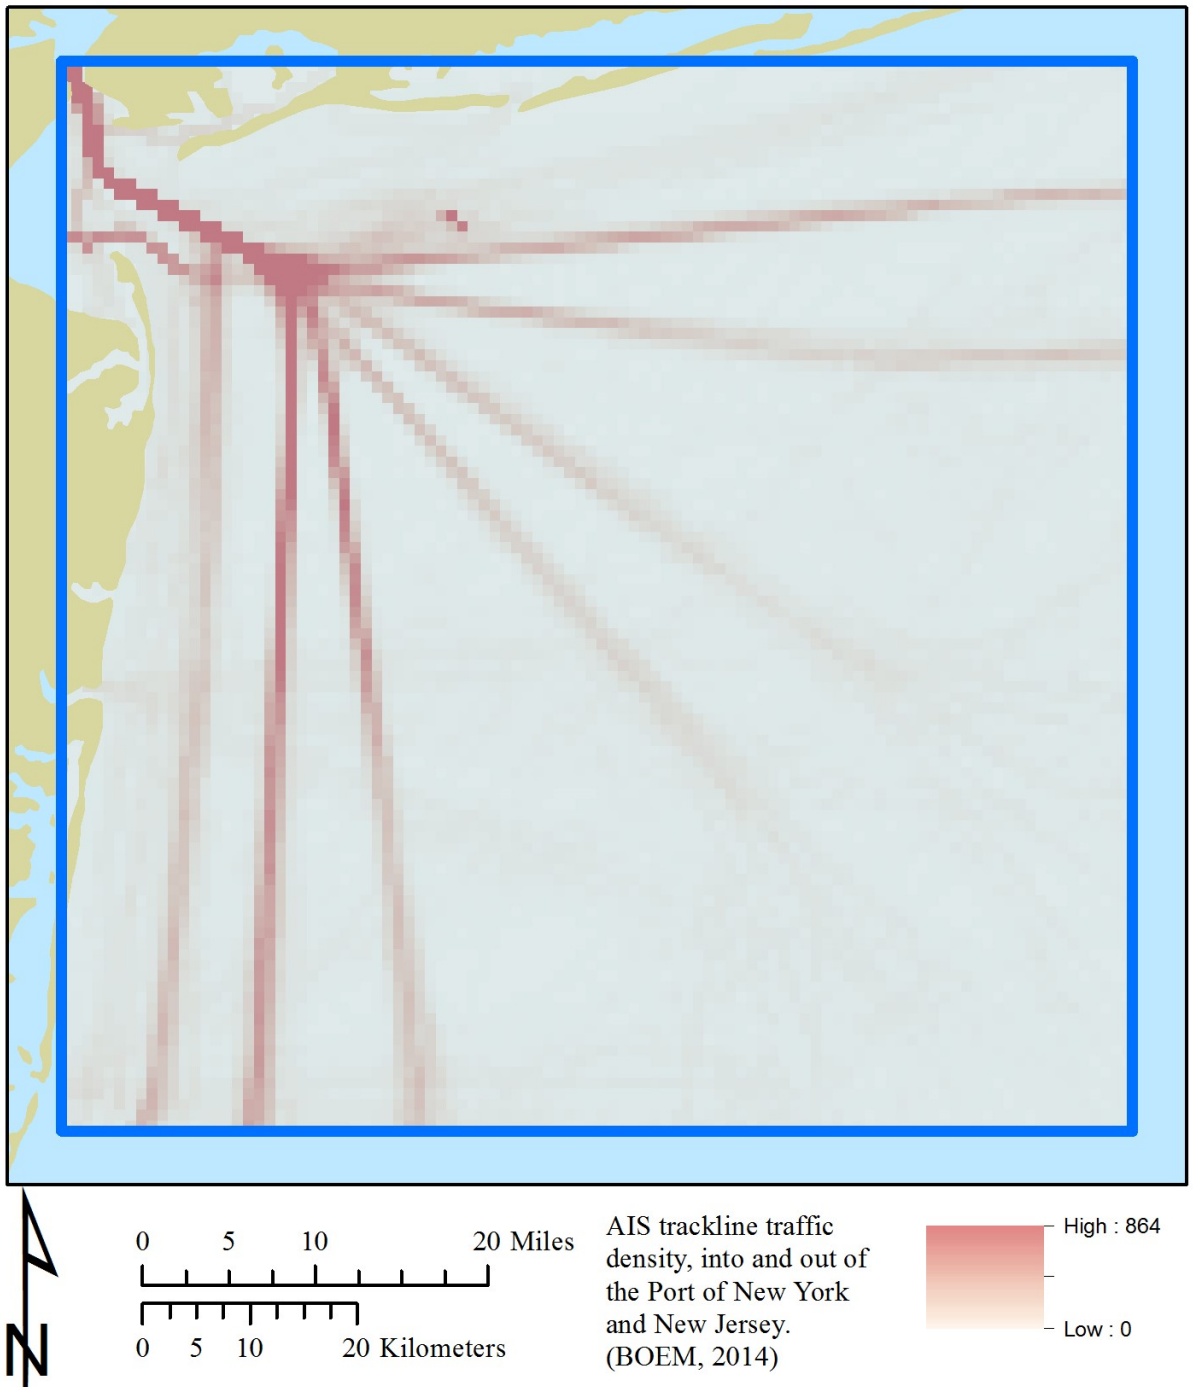 0 5 10 20 Miles
0 5 10 20 Kilometers
N
AIS trackline traffic
density, into and out of
the Port of New York
and New Jersey.
(BOEM, 2014)
High : 864
Low : 0